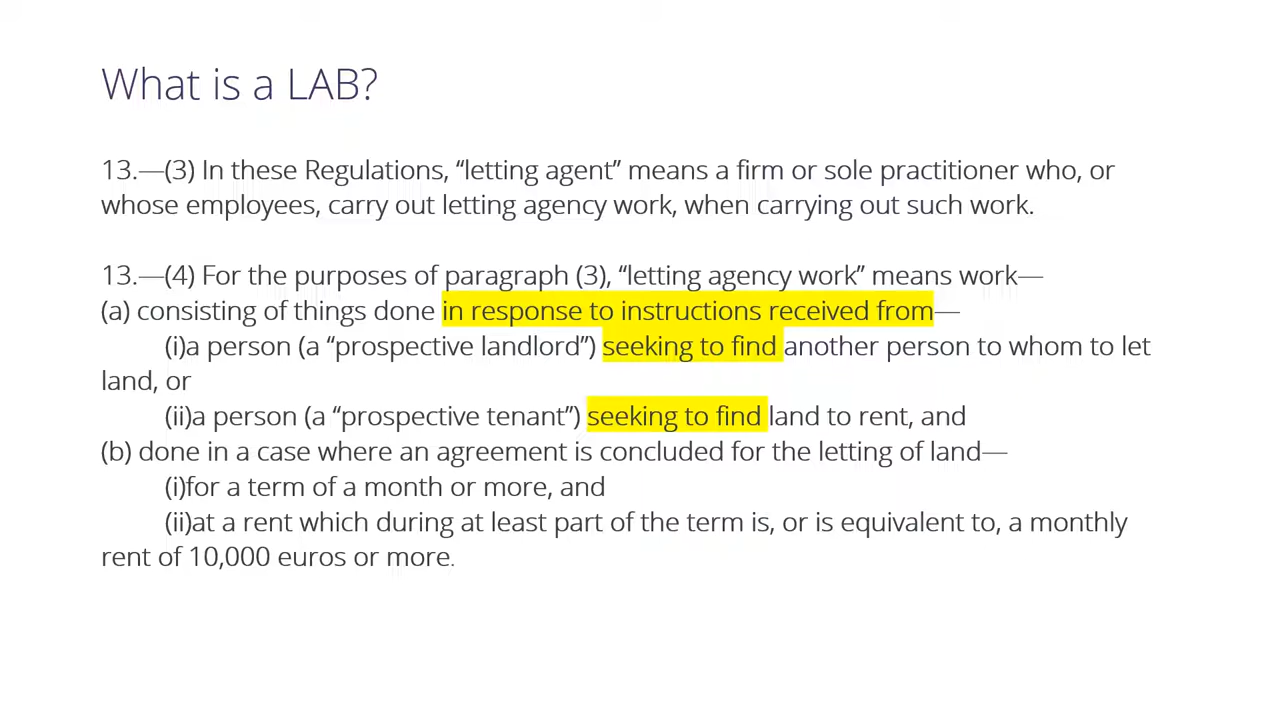 What is a LAB?
13.—(3) In these Regulations, “letting agent” means a firm or sole practitioner who, or
whose employees, carry out letting agency work, when carrying out such work.
13.—(4) For the purposes of paragraph (3), “letting agency work” means work—
(a) consisting of things done in response to instructions received from—
(i)a person (a “prospective landlord”) seeking to find another person to whom to let
land, or
(ii)a person (a “prospective tenant”) seeking to find land to rent, and
(b) done in a case where an agreement is concluded for the letting of land—
(i)for a term of a month or more, and
(ii)at a rent which during at least part of the term is, or is equivalent to, a monthly
rent of 10,000 euros or more.